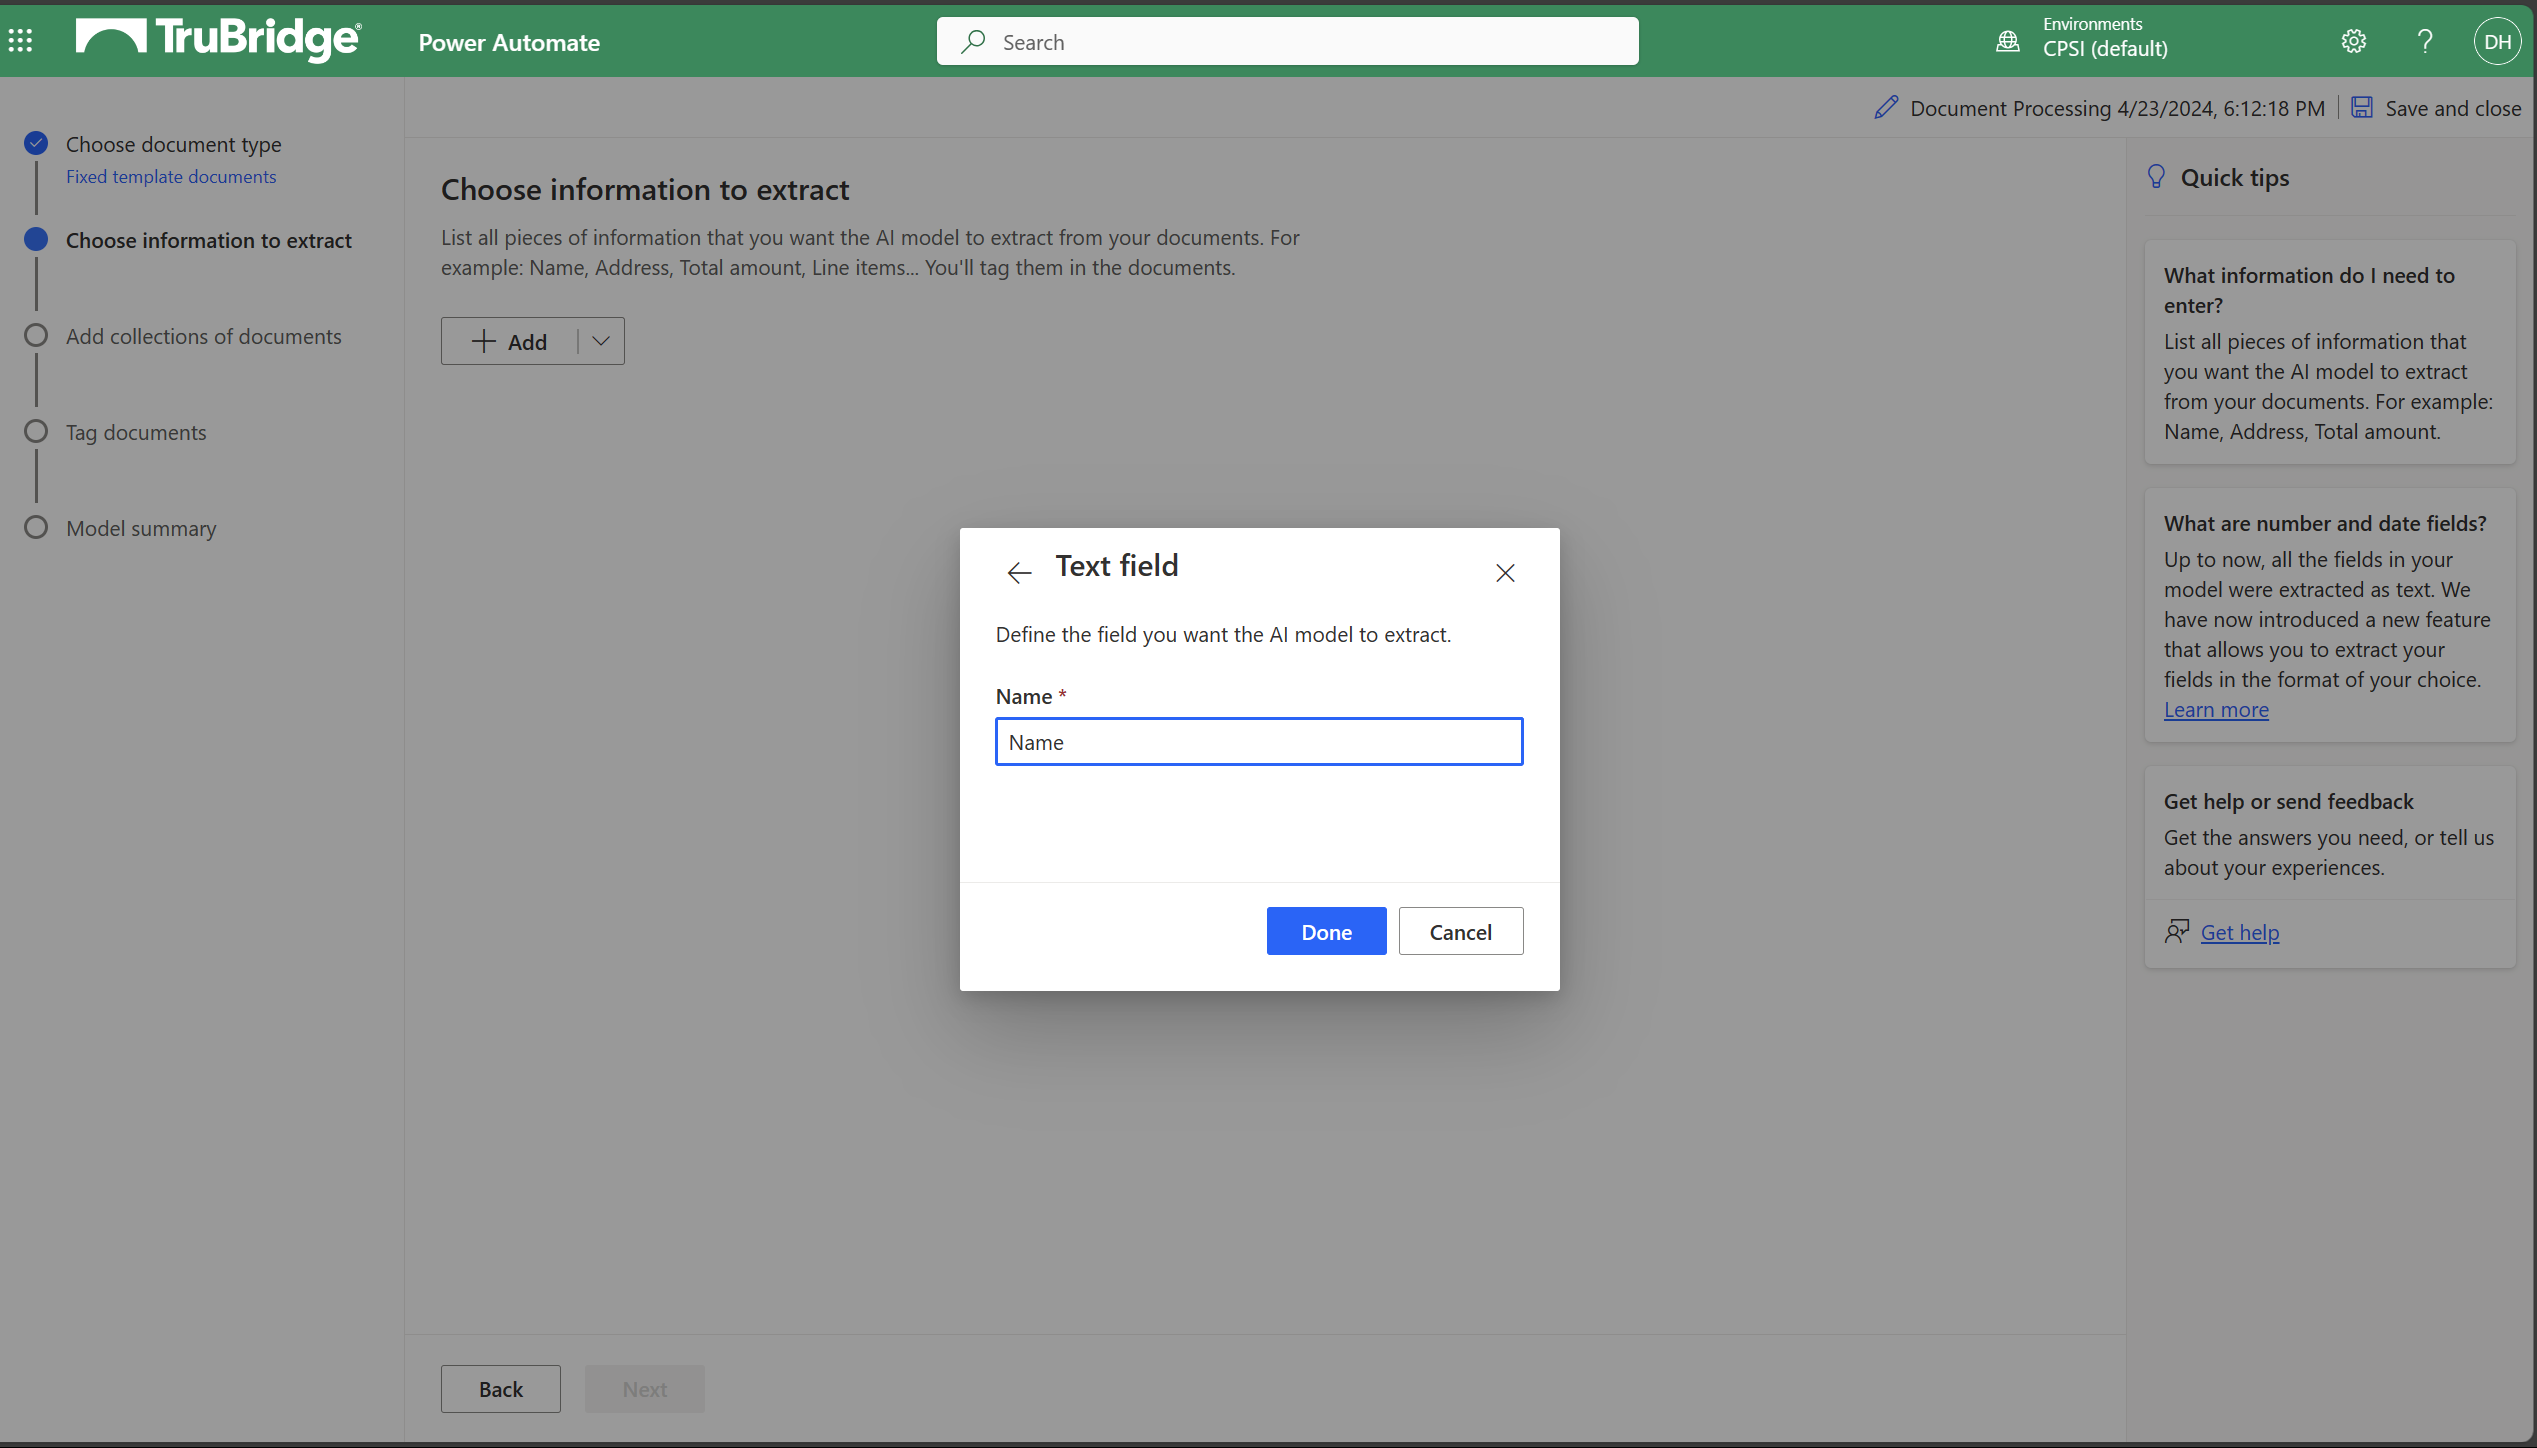 TruBridge®
Power Automate
Search
Environments
CPSI (default)
DH
Document Processing 4/23/2024, 6:12:18 PM
Save and close
Choose document type
Fixed template documents
Choose information to extract
Add collections of documents
Tag documents
Model summary
Choose information to extract
List all pieces of information that you want the AI model to extract from your documents. For
example: Name, Address, Total amount, Line items... You'll tag them in the documents.
Add
Text field
Define the field you want the AI model to extract.
Name *
Name
Done
Cancel
Back
Next
Quick tips
What information do I need to
enter?
List all pieces of information that
you want the AI model to extract
from your documents. For example:
Name, Address, Total amount.
What are number and date fields?
Up to now, all the fields in your
model were extracted as text. We
have now introduced a new feature
that allows you to extract your
fields in the format of your choice.
Learn more
Get help or send feedback
Get the answers you need, or tell us
about your experiences.
Get help